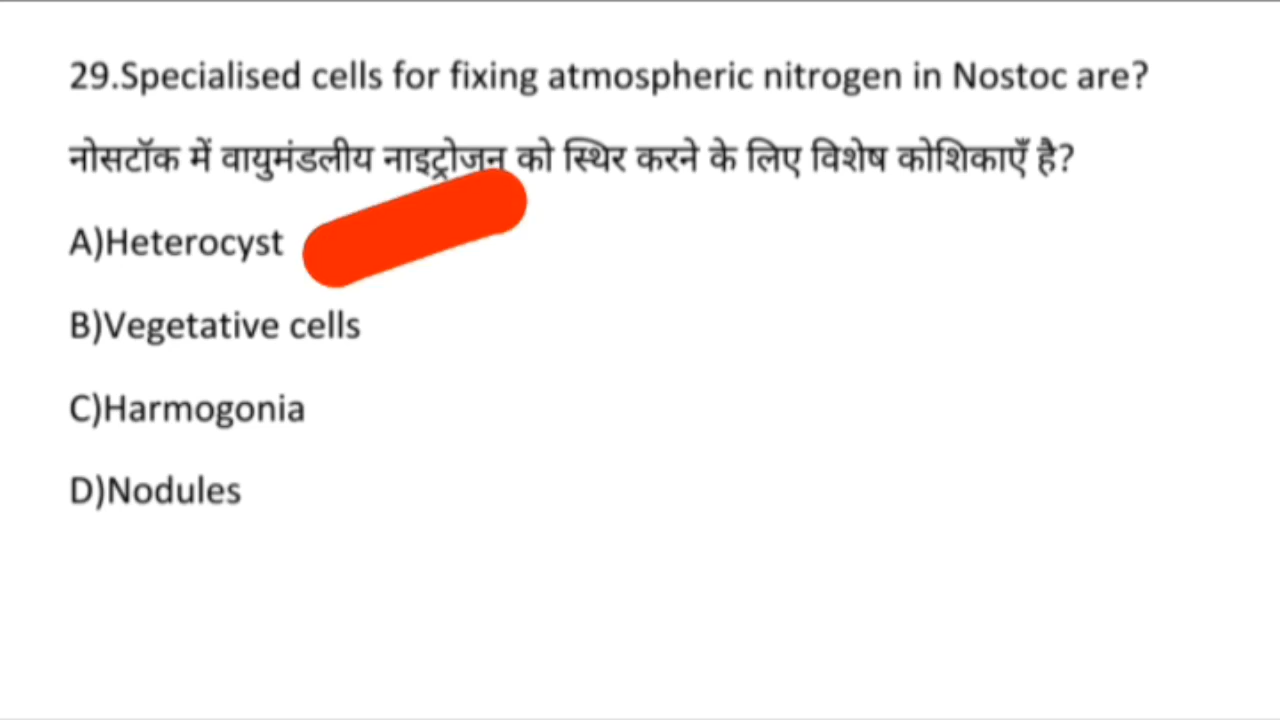 29.Specialised cells for fixing atmospheric nitrogen in Nostoc are?
नोसटॉक में वायुमंडलीय नाइट्रोजन को स्थिर करने के लिए विशेष कोशिकाएँ है?
A)Heterocyst
B)Vegetative cells
C)Harmogonia
D)Nodules